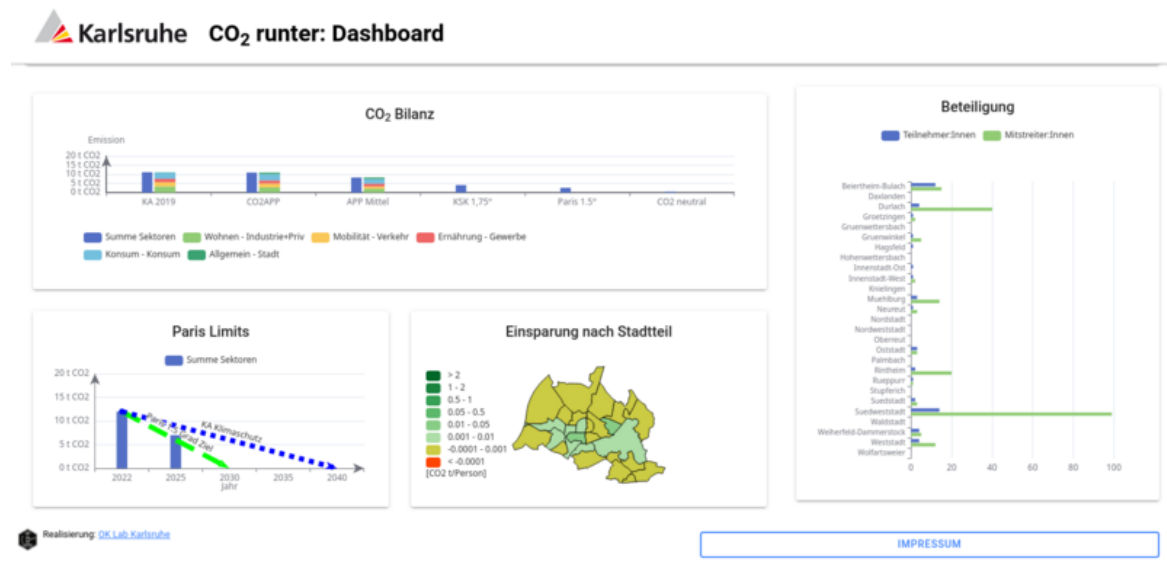 Karlsruhe CO2 runter: Dashboard
CO2 Bilanz
Emission
20 t CO2
15 t CO2
10 t CO2
5 t CO2
0 t CO2
KA 2019 CO2APP APP Mittel KSK 1,75° Paris 1.5° CO2 neutral
Summe Sektoren Wohnen - Industrie+Priv Mobilität - Verkehr Ernährung - Gewerbe
Konsum - Konsum Allgemein - Stadt
Paris Limits
Summe Sektoren
20 t CO2
15 t CO2
10 t CO2
5 t CO2
0 t CO2
KA Klimaschutz
Paris 1.5 Grad Ziel
2022 2025 2030 2035 2040
Jahr
Einsparung nach Stadtteil
> 2
1 - 2
0.5 - 1
0.05 - 0.5
0.01 - 0.05
0.001 - 0.01
-0.0001 - 0.001
< -0.0001
[CO2 t/Person]
Beteiligung
Teilnehmer:Innen Mitstreiter:Innen
Beiertheim-Bulach
Daxlanden
Durlach
Groetzingen
Gruenwettersbach
Gruenwinkel
Hagsfeld
Hohenwettersbach
Innenstadt-Ost
Innenstadt-West
Knielingen
Muehlburg
Neureut
Nordstadt
Nordweststadt
Oberreut
Oststadt
Palmbach
Rintheim
Rueppurr
Stupferich
Suedstadt
Suedweststadt
Waldstadt
Weiherfeld-Dammerstock
Weststadt
Wolfartsweier
0 20 40 60 80 100
Realisierung: OK Lab Karlsruhe
IMPRESSUM